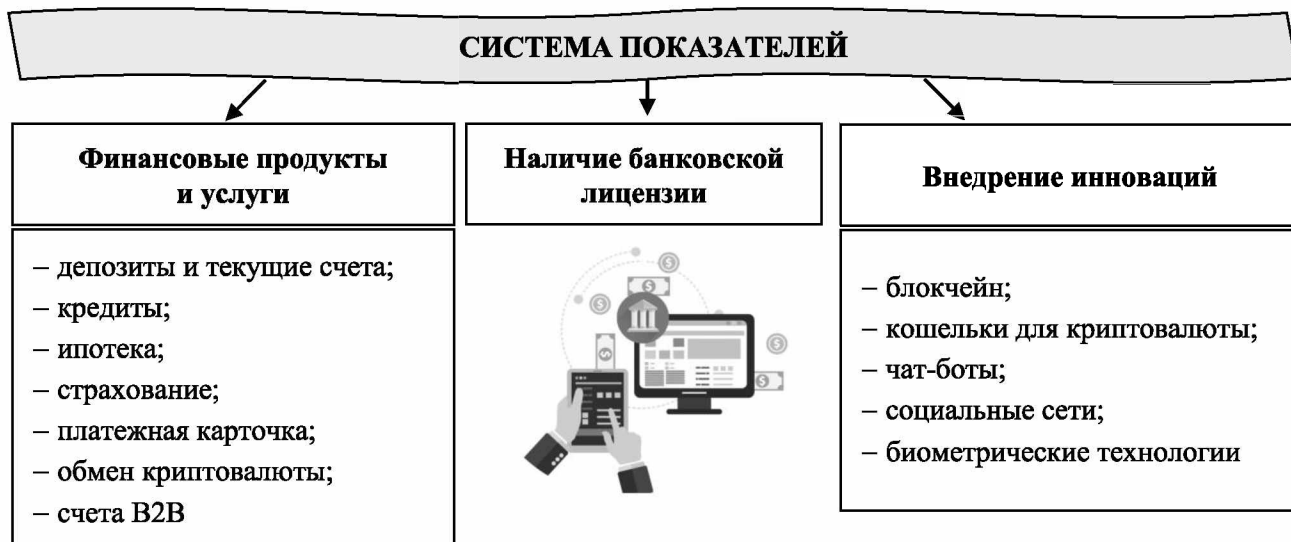 СИСТЕМА ПОКАЗАТЕЛЕЙ
Финансовые продукты
и услуги
– депозиты и текущие счета;
– кредиты;
– ипотека;
– страхование;
– платежная карточка;
– обмен криптовалюты;
– счета B2B
Наличие банковской
лицензии
Внедрение инноваций
– блокчейн;
– кошельки для криптовалюты;
– чат-боты;
– социальные сети;
– биометрические технологии